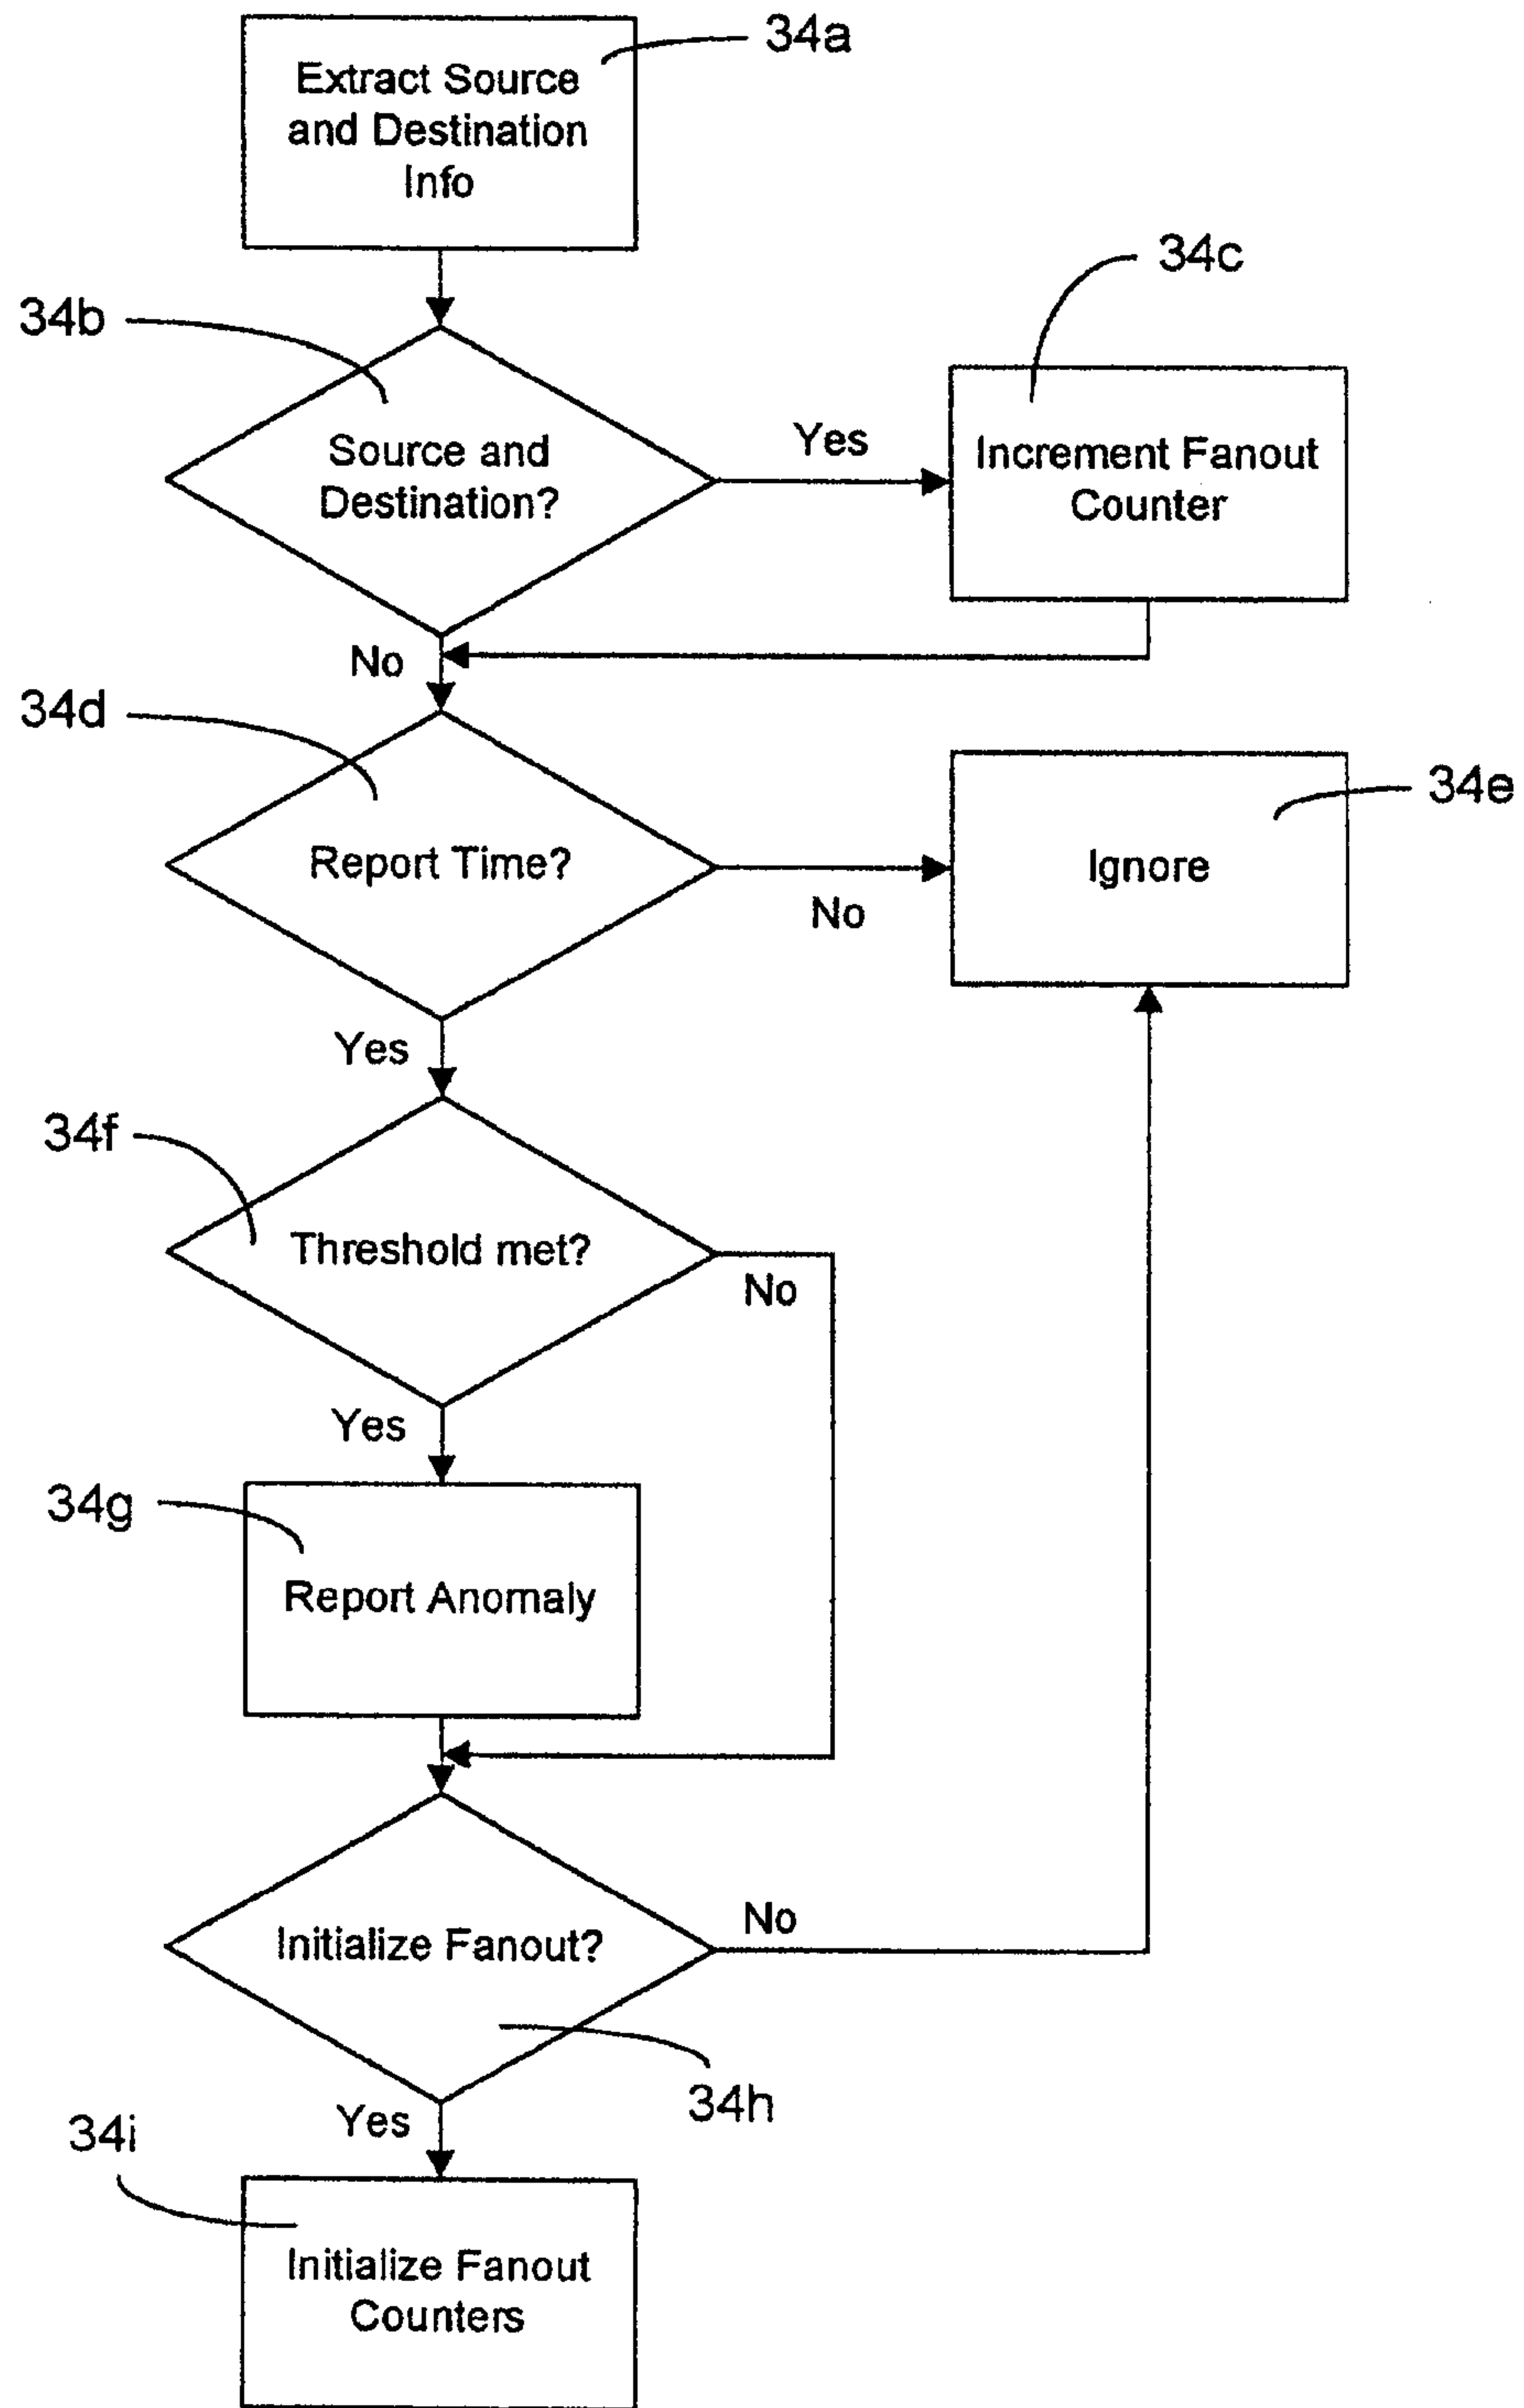 34a
Extract Source
and Destination
Info
34c
34b
Source and
Destination?
Yes
Increment Fanout
Counter
No
34d
Report Time?
No
Ignore
34e
Yes
34f
Threshold met?
No
Yes
34g
Report Anomaly
Initialize Fanout?
No
34h
Yes
34i
Initialize Fanout
Counters